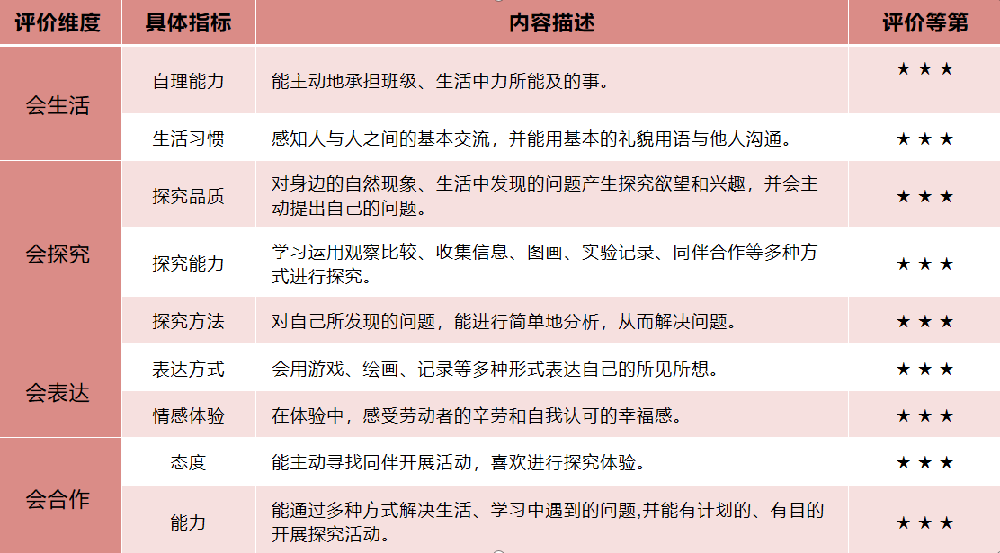 评价维度 具体指标 内容描述 评价等第
会生活
自理能力 能主动地承担班级、生活中力所能及的事。 ★ ★ ★
生活习惯 感知人与人之间的基本交流，并能用基本的礼貌用语与他人沟通。 ★ ★ ★
会探究
探究品质 对身边的自然现象、生活中发现的问题产生探究欲望和兴趣，并会主
动提出自己的问题。 ★ ★ ★
探究能力 学习运用观察比较、收集信息、图画、实验记录、同伴合作等多种方
式进行探究。 ★ ★ ★
探究方法 对自己所发现的问题，能进行简单地分析，从而解决问题。 ★ ★ ★
会表达
表达方式 会用游戏、绘画、记录等多种形式表达自己的所见所想。 ★ ★ ★
情感体验 在体验中，感受劳动者的辛劳和自我认可的幸福感。 ★ ★ ★
会合作
态度 能主动寻找同伴开展活动，喜欢进行探究体验。 ★ ★ ★
能力 能通过多种方式解决生活、学习中遇到的问题,并能有计划的、有目的
开展探究活动。 ★ ★ ★